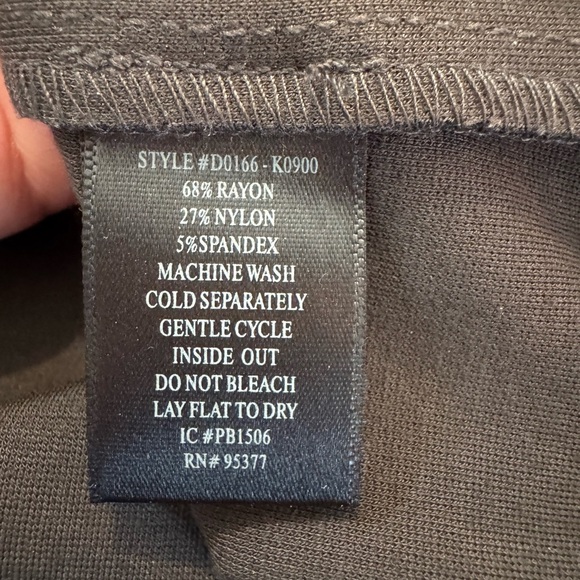 STYLE #D0166 - K0900
68% RAYON
27% NYLON
5%SPANDEX
MACHINE WASH
COLD SEPARATELY
GENTLE CYCLE
INSIDE OUT
DO NOT BLEACH
LAY FLAT TO DRY
IC #PB1506
RN# 95377